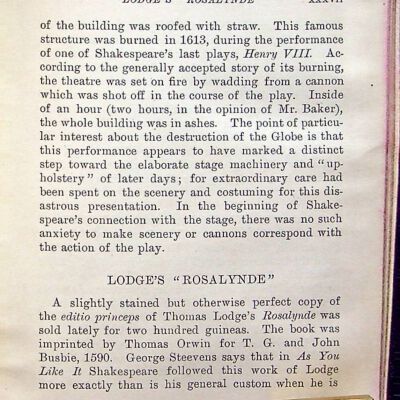 LODGE'S "ROSALYNDE" XXXVII
of the building was roofed with straw. This famous
structure was burned in 1613, during the performance
of one of Shakespeare's last plays, Henry VIII. Ac-
cording to the generally accepted story of its burning,
the theatre was set on fire by wadding from a cannon
which was shot off in the course of the play. Inside
of an hour (two hours, in the opinion of Mr. Baker),
the whole building was in ashes. The point of particu-
lar interest about the destruction of the Globe is that
this performance appears to have marked a distinct
step toward the elaborate stage machinery and "up-
holstery" of later days; for extraordinary care had
been spent on the scenery and costuming for this dis-
astrous presentation. In the beginning of Shake-
speare's connection with the stage, there was no such
anxiety to make scenery or cannons correspond with
the action of the play.
LODGE'S "ROSALYNDE"
A slightly stained but otherwise perfect copy of
the editio princeps of Thomas Lodge's Rosalynde was
sold lately for two hundred guineas. The book was
imprinted by Thomas Orwin for T. G. and John
Busbie, 1590. George Steevens says that in As You
Like It Shakespeare followed this work of Lodge
more exactly than is his general custom when he is